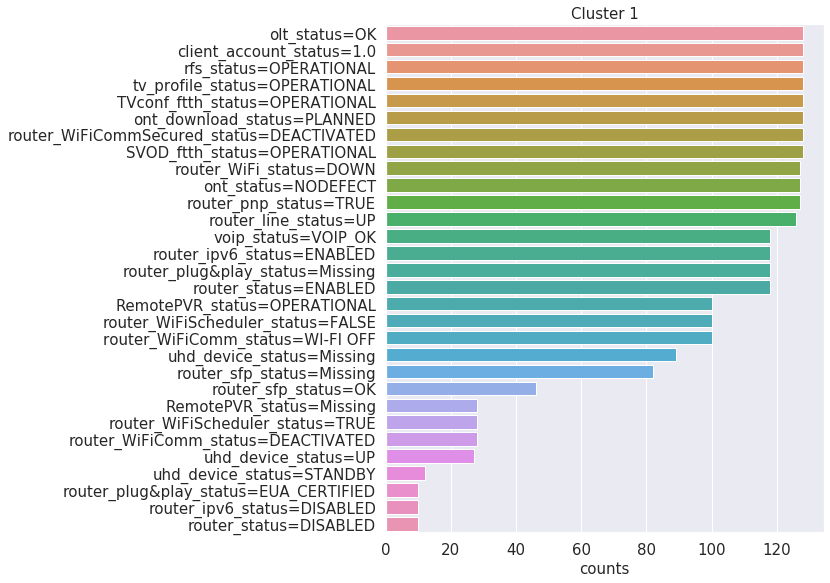 Cluster 1
olt_status=OK
client_account_status=1.0
rfs_status=OPERATIONAL
tv_profile_status=OPERATIONAL
TVconf_ftth_status=OPERATIONAL
ont_download_status=PLANNED
router_WiFiCommSecured_status=DEACTIVATED
SVOD_ftth_status=OPERATIONAL
router_WiFi_status=DOWN
ont_status=NODEFECT
router_pnp_status=TRUE
router_line_status=UP
voip_status=VOIP_OK
router_ipv6_status=ENABLED
router_plug&play_status=Missing
router_status=ENABLED
RemotePVR_status=OPERATIONAL
router_WiFiScheduler_status=FALSE
router_WiFiComm_status=WI-FI OFF
uhd_device_status=Missing
router_sfp_status=Missing
router_sfp_status=OK
RemotePVR_status=Missing
router_WiFiScheduler_status=TRUE
router_WiFiComm_status=DEACTIVATED
uhd_device_status=UP
uhd_device_status=STANDBY
router_plug&play_status=EUA_CERTIFIED
router_ipv6_status=DISABLED
router_status=DISABLED
0 20 40 60 80 100 120
counts